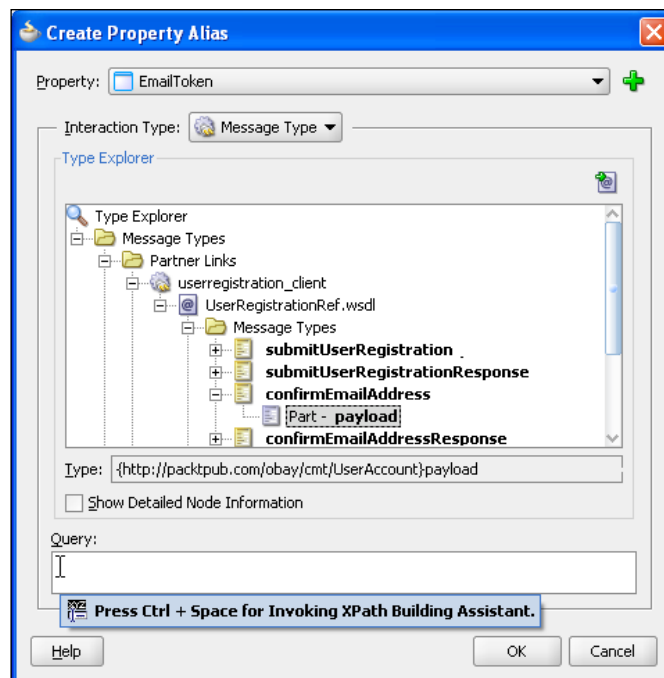 Create Property Alias
Property: EmailToken
Interaction Type: Message Type
Type Explorer
Type Explorer
Message Types
Partner Links
userregistration_client
UserRegistrationRef.wsdl
Message Types
submitUserRegistration
submitUserRegistrationResponse
confirmEmailAddress
Part - payload
confirmEmailAddressResponse
Type: {http://packtpub.com/obay/cmt/UserAccount}payload
Show Detailed Node Information
Query:
Press Ctrl + Space for Invoking XPath Building Assistant.
Help OK Cancel